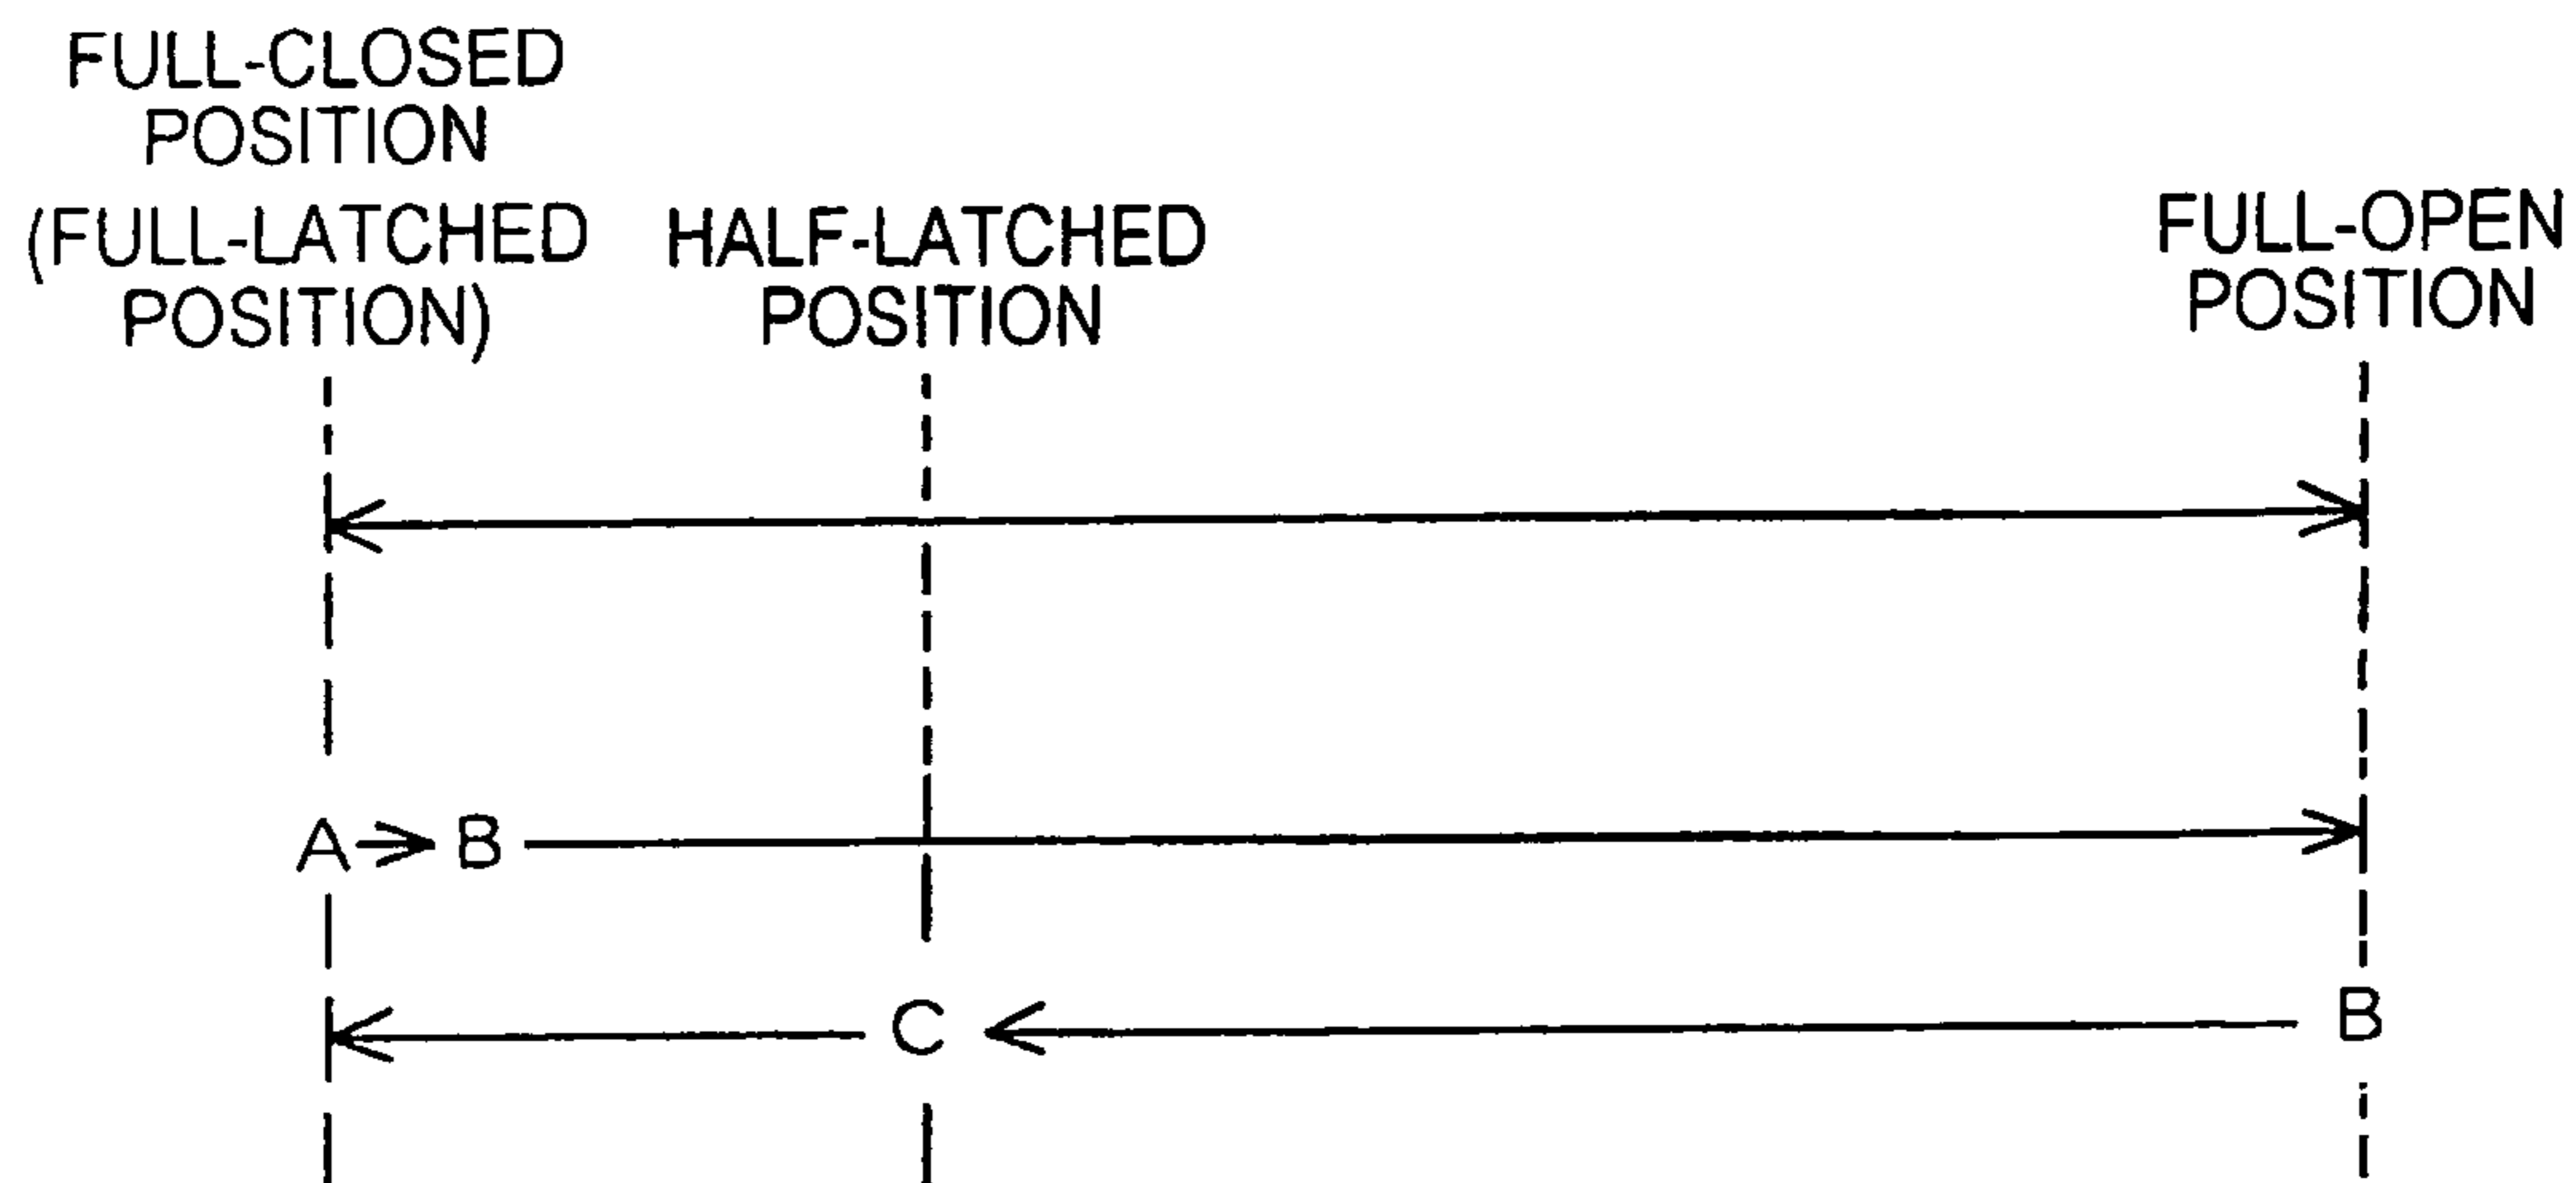 FULL-CLOSED
POSITION
(FULL-LATCHED
POSITION)
HALF-LATCHED
POSITION
FULL-OPEN
POSITION
A B
C B